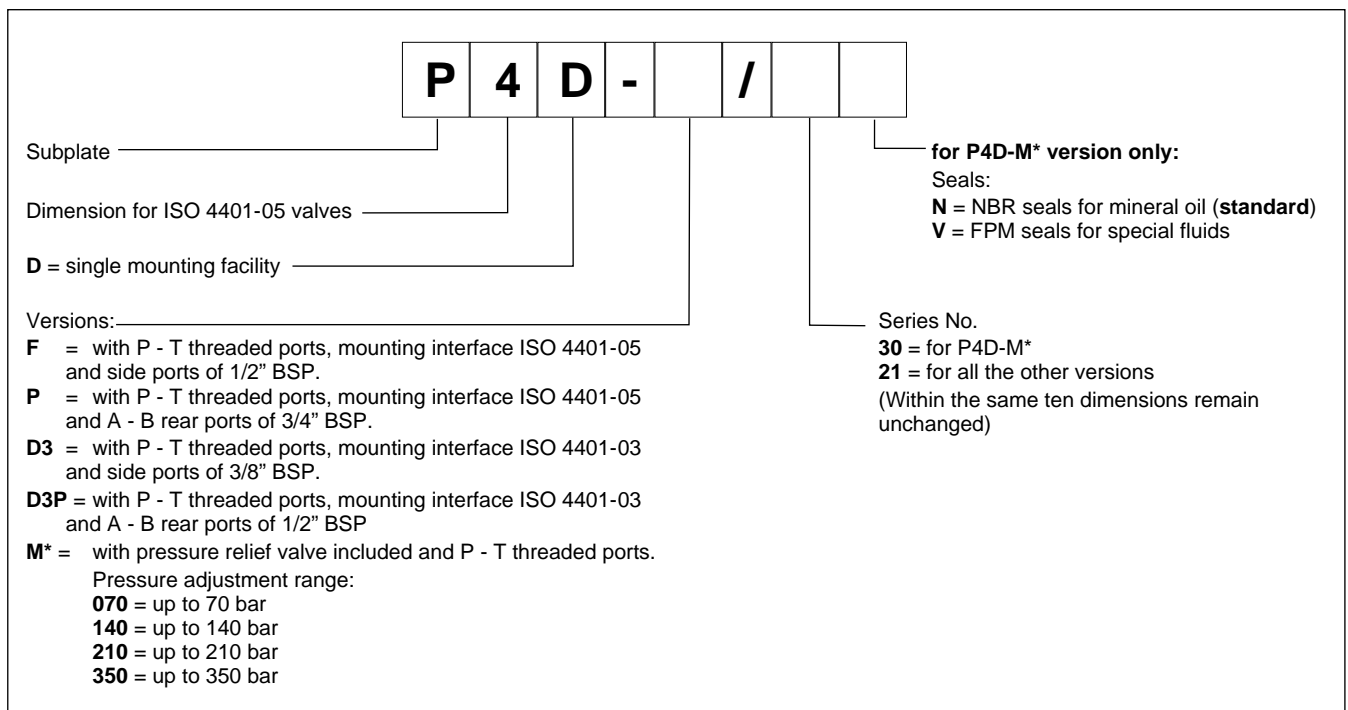 P 4 D - /
Subplate
Dimension for ISO 4401-05 valves
D = single mounting facility
Versions:
F = with P - T threaded ports, mounting interface ISO 4401-05
and side ports of 1/2” BSP.
P = with P - T threaded ports, mounting interface ISO 4401-05
and A - B rear ports of 3/4” BSP.
D3 = with P - T threaded ports, mounting interface ISO 4401-03
and side ports of 3/8” BSP.
D3P = with P - T threaded ports, mounting interface ISO 4401-03
and A - B rear ports of 1/2” BSP
M* = with pressure relief valve included and P - T threaded ports.
Pressure adjustment range:
070 = up to 70 bar
140 = up to 140 bar
210 = up to 210 bar
350 = up to 350 bar
for P4D-M* version only:
Seals:
N = NBR seals for mineral oil (standard)
V = FPM seals for special fluids
Series No.
30 = for P4D-M*
21 = for all the other versions
(Within the same ten dimensions remain
unchanged)